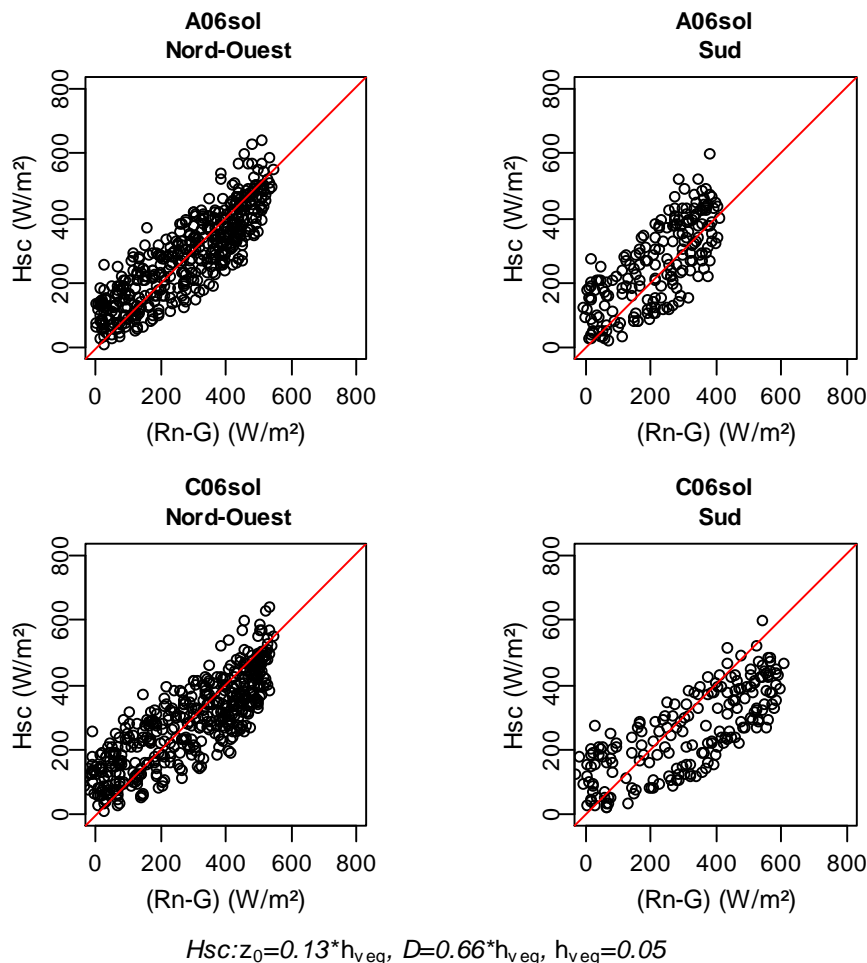 A06sol
Nord-Ouest
Hsc (W/m²)
0 200 400 600 800
0 200 400 600 800
(Rn-G) (W/m²)
A06sol
Sud
Hsc (W/m²)
0 200 400 600 800
0 200 400 600 800
(Rn-G) (W/m²)
C06sol
Nord-Ouest
Hsc (W/m²)
0 200 400 600 800
0 200 400 600 800
(Rn-G) (W/m²)
C06sol
Sud
Hsc (W/m²)
0 200 400 600 800
0 200 400 600 800
(Rn-G) (W/m²)
Hsc:z₀=0.13*hveg, D=0.66*hveg, hveg=0.05